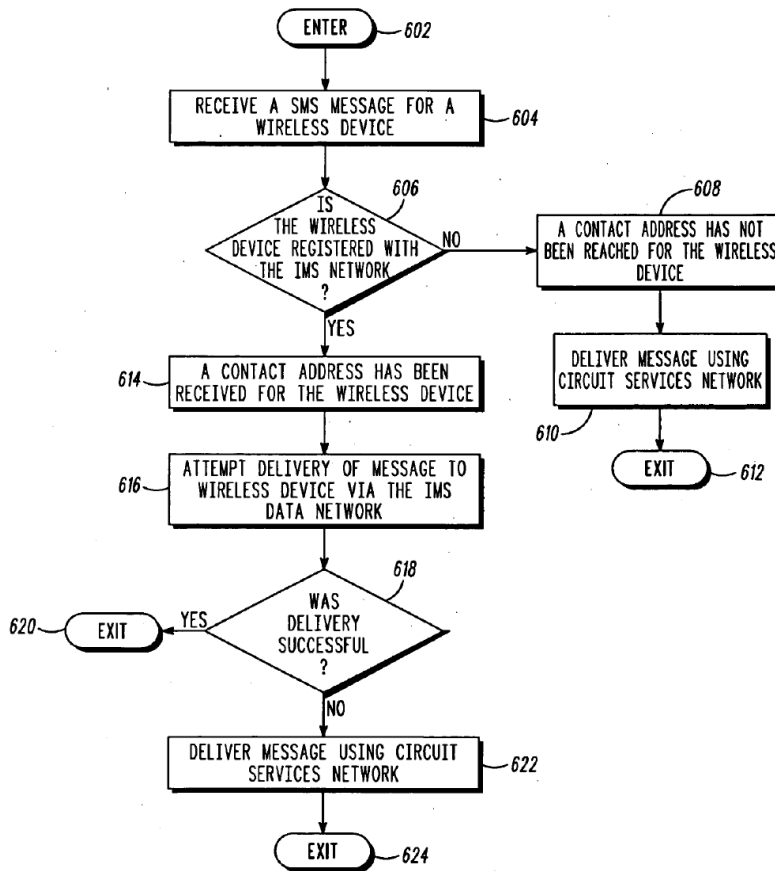 ENTER
602
RECEIVE A SMS MESSAGE FOR A
WIRELESS DEVICE
604
IS
THE WIRELESS
DEVICE REGISTERED WITH
THE IMS NETWORK
?
606
NO
YES
608
A CONTACT ADDRESS HAS NOT
BEEN REACHED FOR THE WIRELESS
DEVICE
DELIVER MESSAGE USING
CIRCUIT SERVICES NETWORK
610
EXIT
612
614
A CONTACT ADDRESS HAS BEEN
RECEIVED FOR THE WIRELESS DEVICE
616
ATTEMPT DELIVERY OF MESSAGE TO
WIRELESS DEVICE VIA THE IMS
DATA NETWORK
618
WAS
DELIVERY
SUCCESSFUL
?
YES
620
EXIT
NO
DELIVER MESSAGE USING CIRCUIT
SERVICES NETWORK
622
EXIT
624